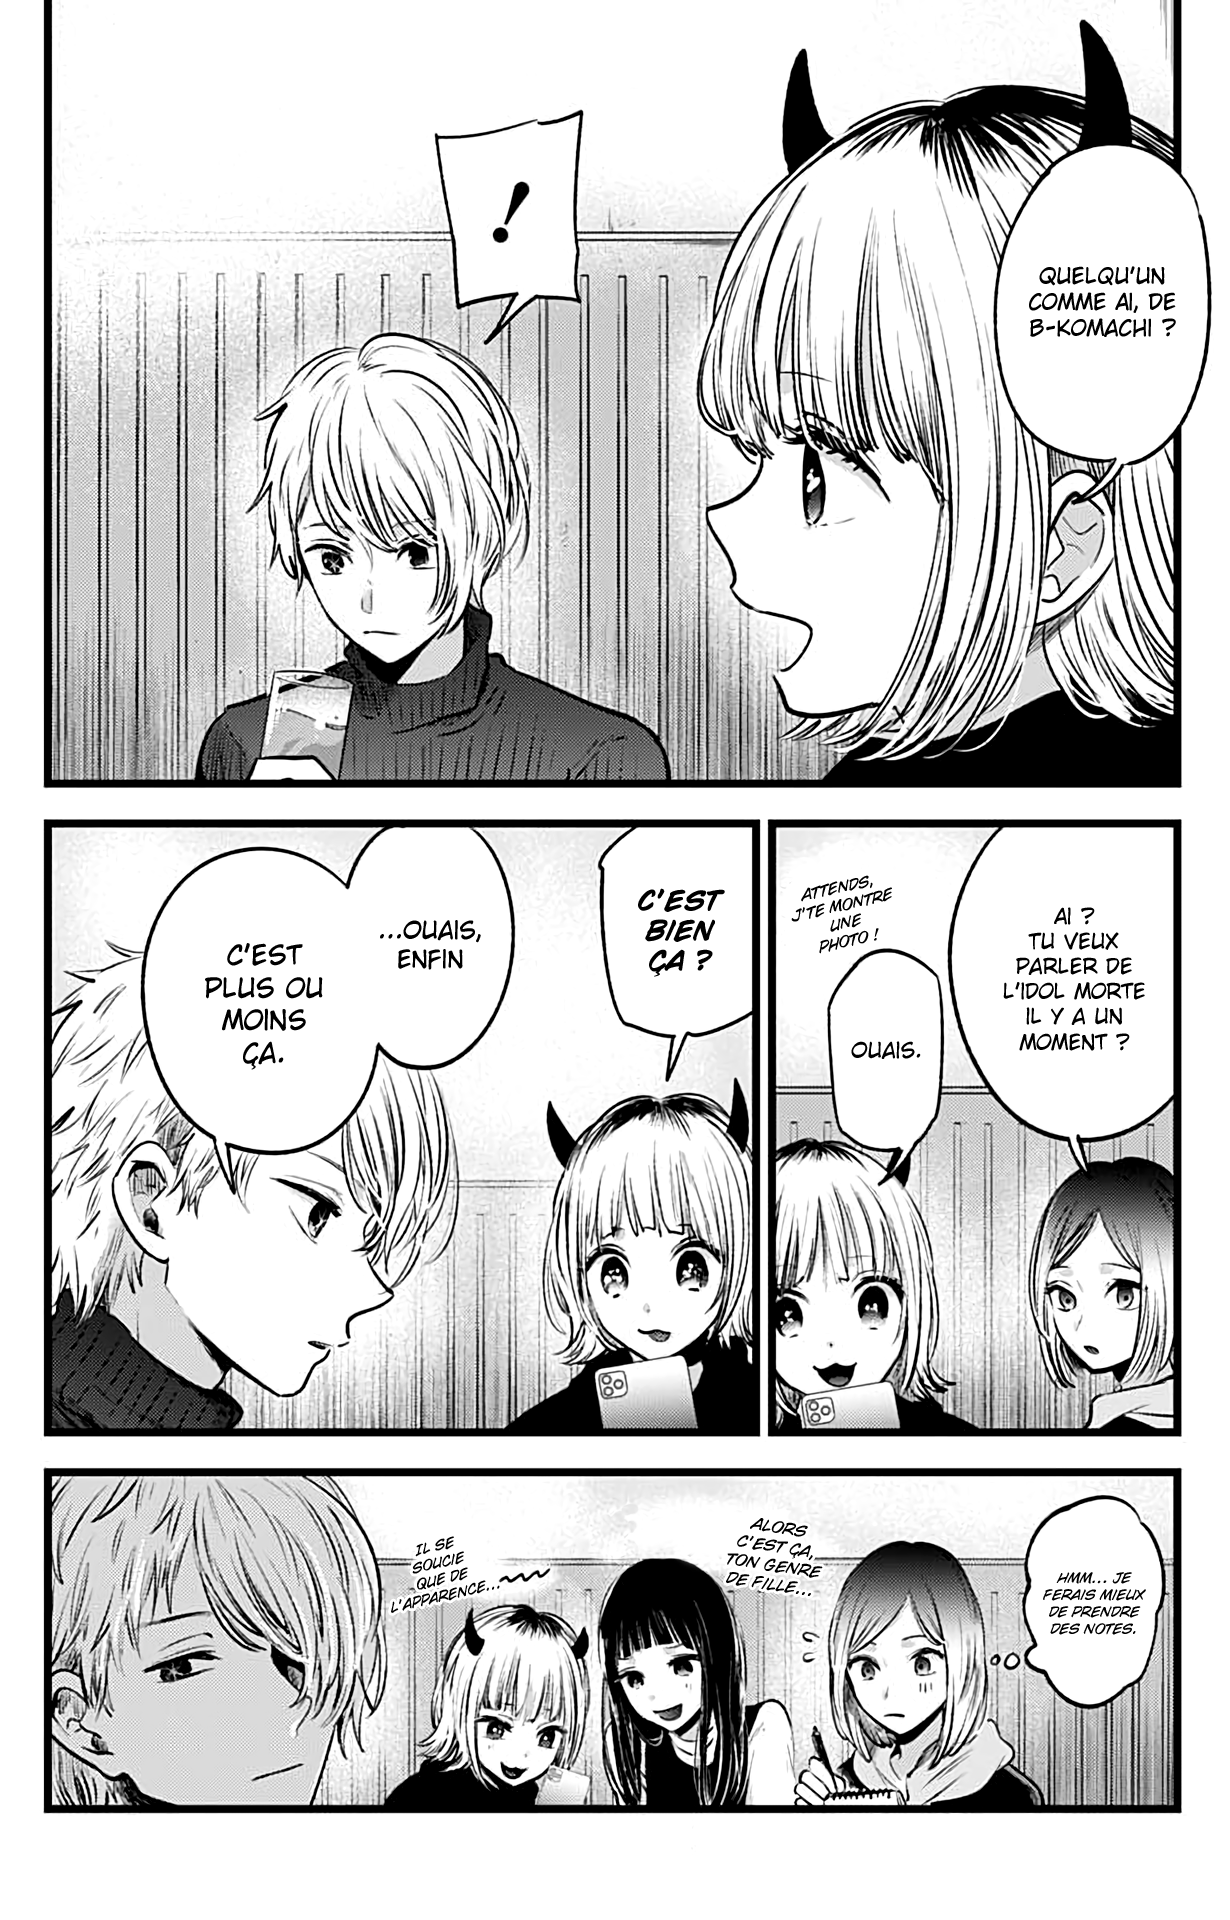 !
QUELQU'UN
COMME AI, DE
B-KOMACHI ?
AI ?
TU VEUX
PARLER DE
L'IDOL MORTE
IL Y A UN
MOMENT ?
OUAIS.
ATTENDS,
J'TE MONTRE
UNE
PHOTO !
C'EST
BIEN
ÇA ?
...OUAIS,
ENFIN
C'EST
PLUS OU
MOINS
ÇA.
HMM... JE
FERAIS MIEUX
DE PRENDRE
DES NOTES.
ALORS
C'EST ÇA,
TON GENRE
DE FILLE...
IL SE
SOUCIE
QUE DE
L'APPARENCE...